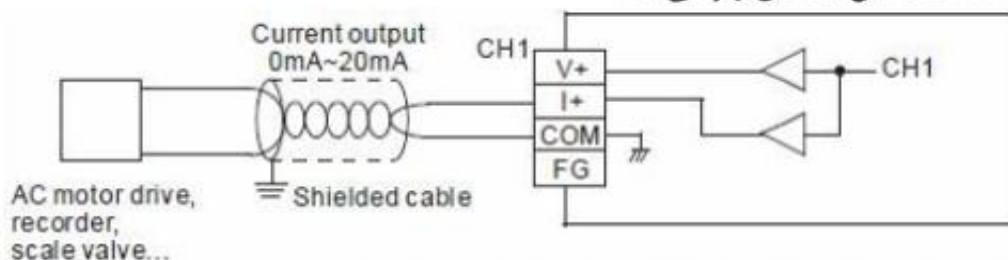 Current output
0mA~20mA
CH1
V+
I+
COM
FG
CH1
Shielded cable
AC motor drive,
recorder,
scale valve...